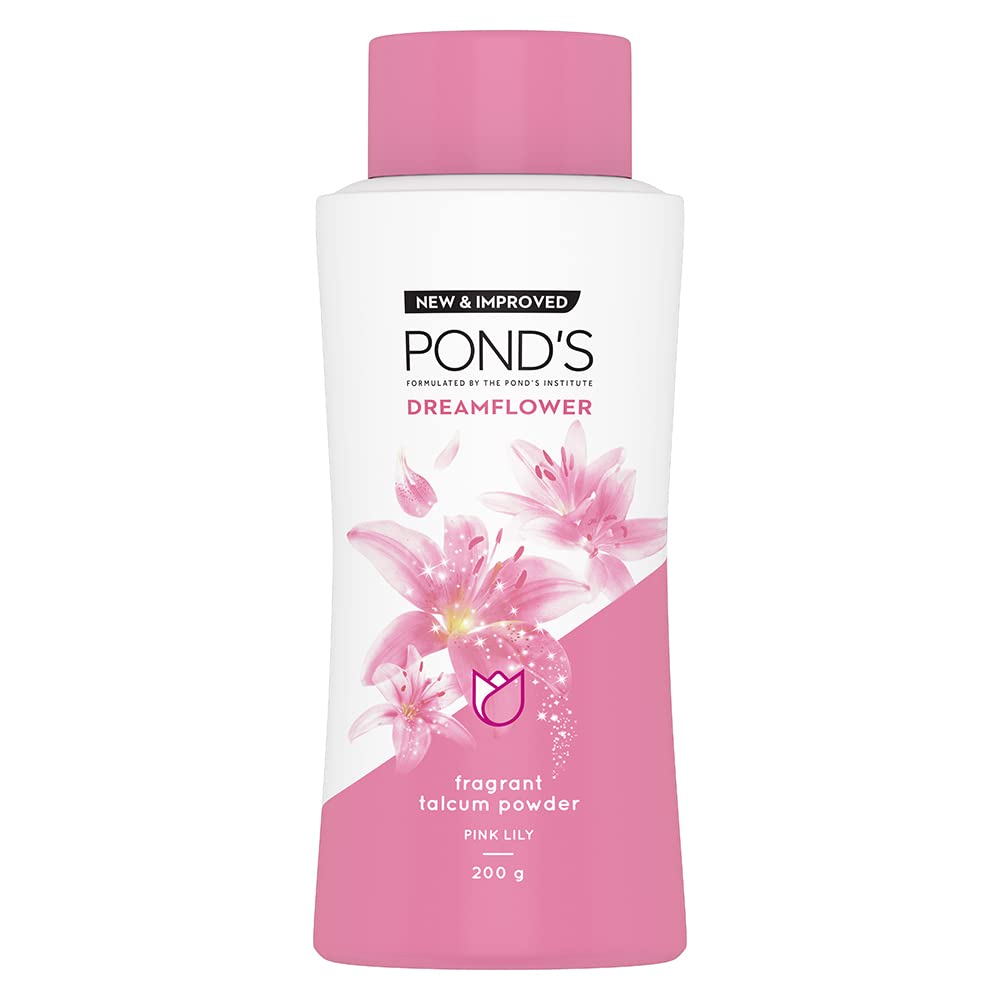 NEW & IMPROVED
POND'S
FORMULATED BY THE POND'S INSTITUTE
DREAMFLOWER
fragrant
talcum powder
PINK LILY
200 g